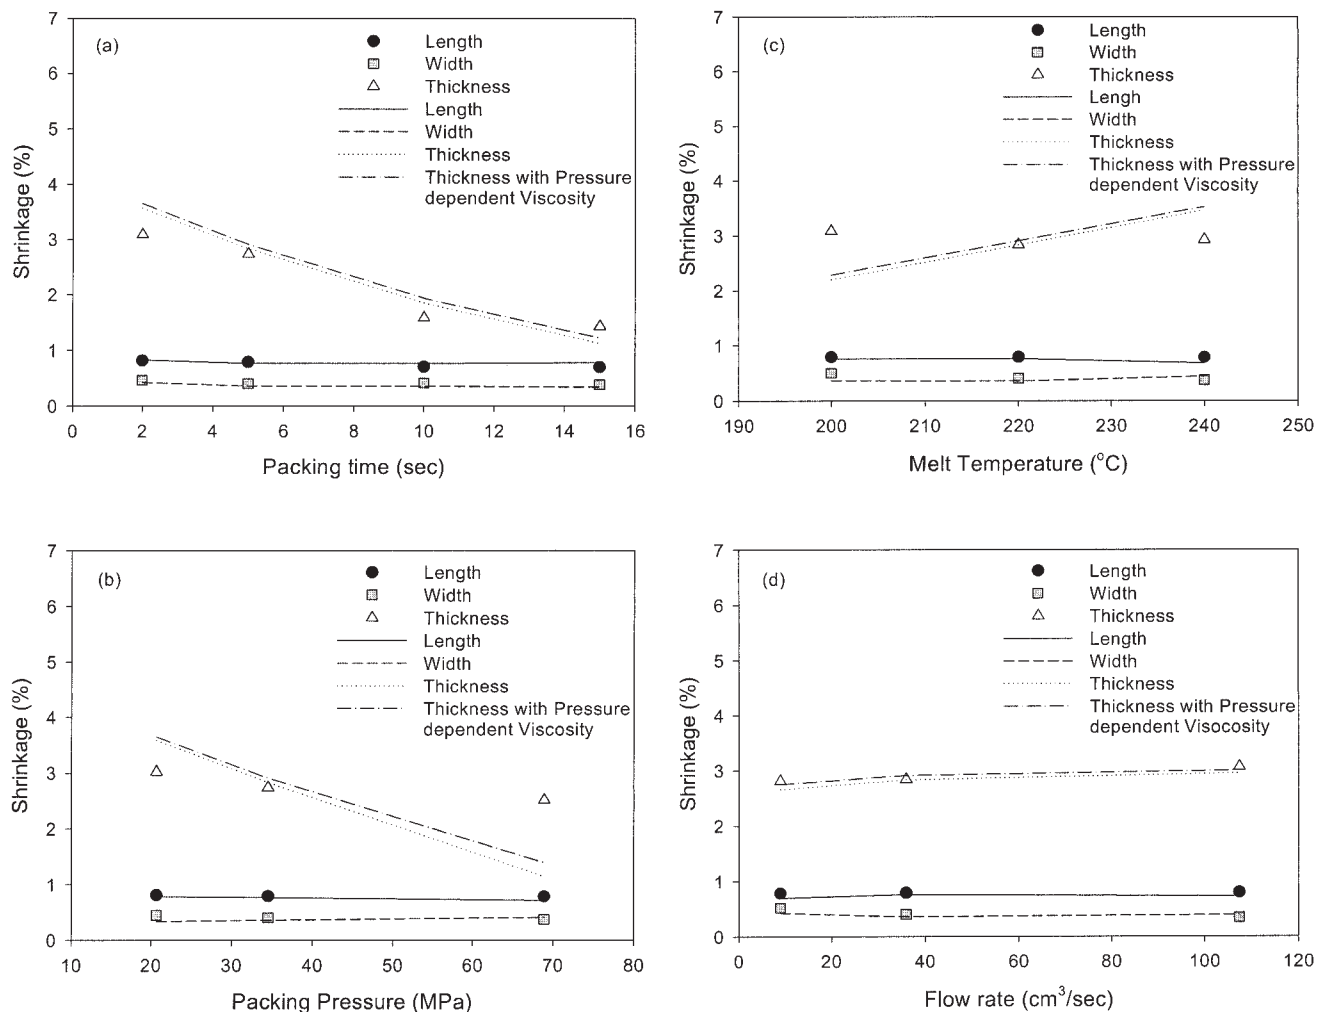 (a)
Length
Width
Thickness
Length
Width
Thickness
Thickness with Pressure
dependent Viscosity
7
6
5
4
3
2
1
0
Shrinkage (%)
0 2 4 6 8 10 12 14 16
Packing time (sec)
(c)
Length
Width
Thickness
Lengh
Width
Thickness
Thickness with Pressure
dependent Viscosity
7
6
5
4
3
2
1
0
Shrinkage (%)
190 200 210 220 230 240 250
Melt Temperature (°C)
(b)
Length
Width
Thickness
Length
Width
Thickness
Thickness with Pressure
dependent Viscosity
7
6
5
4
3
2
1
0
Shrinkage (%)
10 20 30 40 50 60 70 80
Packing Pressure (MPa)
(d)
Length
Width
Thickness
Length
Width
Thickness
Thickness with Pressure
dependent Visocosity
7
6
5
4
3
2
1
0
Shrinkage (%)
0 20 40 60 80 100 120
Flow rate (cm³/sec)